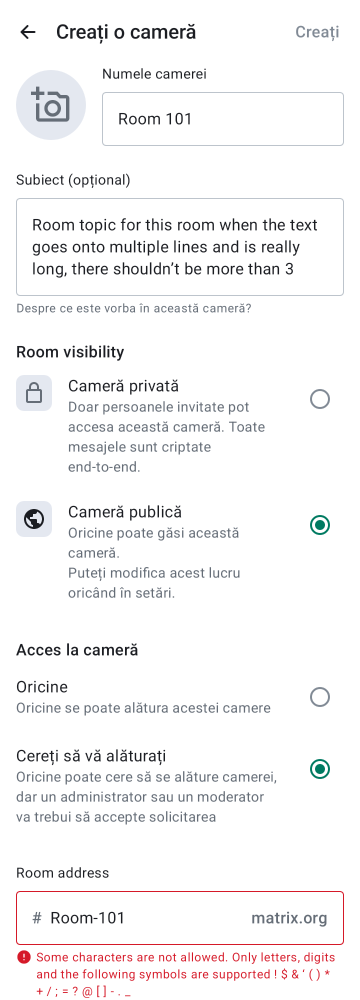 Creați o cameră
Creați
Numele camerei
Room 101
Subiect (opțional)
Room topic for this room when the text
goes onto multiple lines and is really
long, there shouldn’t be more than 3
Despre ce este vorba în această cameră?
Room visibility
Cameră privată
Doar persoanele invitate pot
accesa această cameră. Toate
mesajele sunt criptate
end-to-end.
Cameră publică
Oricine poate găsi această
cameră.
Puteți modifica acest lucru
oricând în setări.
Acces la cameră
Oricine
Oricine se poate alătura acestei camere
Cereți să vă alăturați
Oricine poate cere să se alăture camerei,
dar un administrator sau un moderator
va trebui să accepte solicitarea
Room address
# Room-101
matrix.org
Some characters are not allowed. Only letters, digits
and the following symbols are supported ! $ & ‘ ( ) *
+ / ; = ? @ [ ] - . _